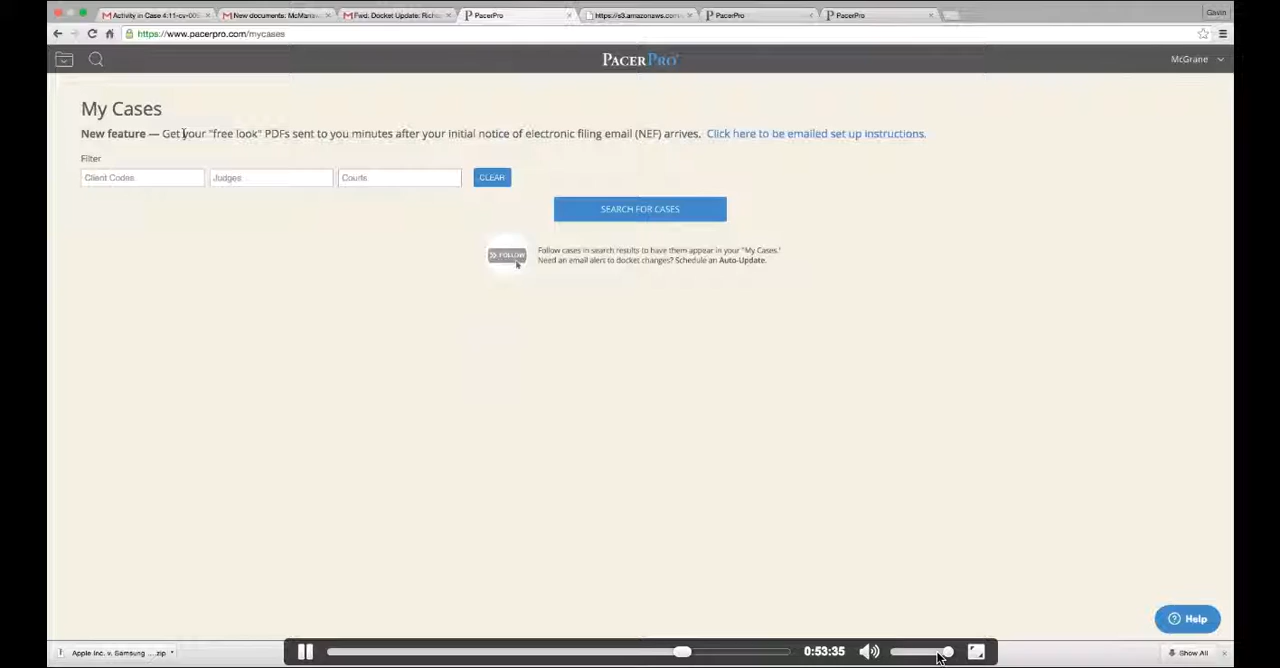 Activity in Case 4:11-cv-00
New documents: McMana
Fwd: Docket Update: Rich
PacerPro
https://s3.amazonaws.com
PacerPro
PacerPro
Gavin
https://www.pacerpro.com/mycases
PACERPRO
McGrane
My Cases
New feature — Get your "free look" PDFs sent to you minutes after your initial notice of electronic filing email (NEF) arrives. Click here to be emailed set up instructions.
Filter
Client Codes
Judges
Courts
CLEAR
SEARCH FOR CASES
FOLLOW
Follow cases in search results to have them appear in your "My Cases."
Need an email alerts to docket changes? Schedule an Auto-Update.
Help
Apple Inc. v. Samsung ....zip
0:53:35
Show All